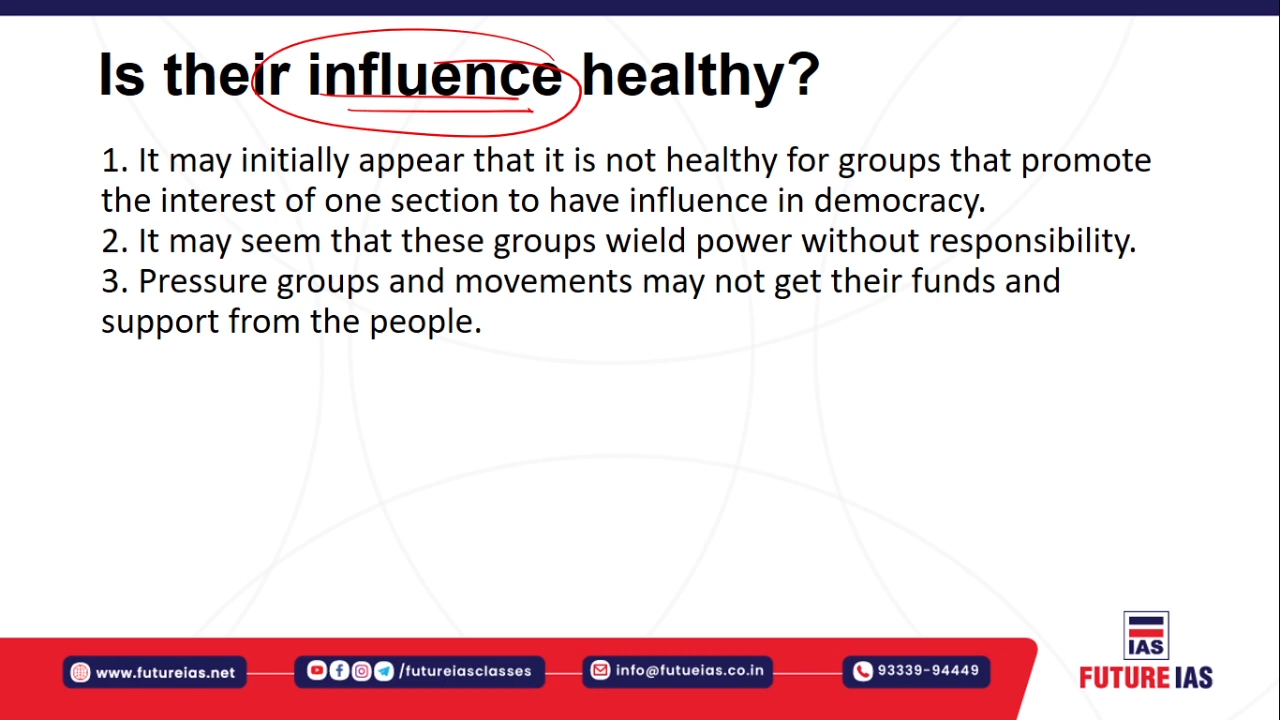 Is their influence healthy?
1. It may initially appear that it is not healthy for groups that promote
the interest of one section to have influence in democracy.
2. It may seem that these groups wield power without responsibility.
3. Pressure groups and movements may not get their funds and
support from the people.
IAS
FUTURE IAS
www.futureias.net
/futureiasclasses
info@futueias.co.in
93339-94449